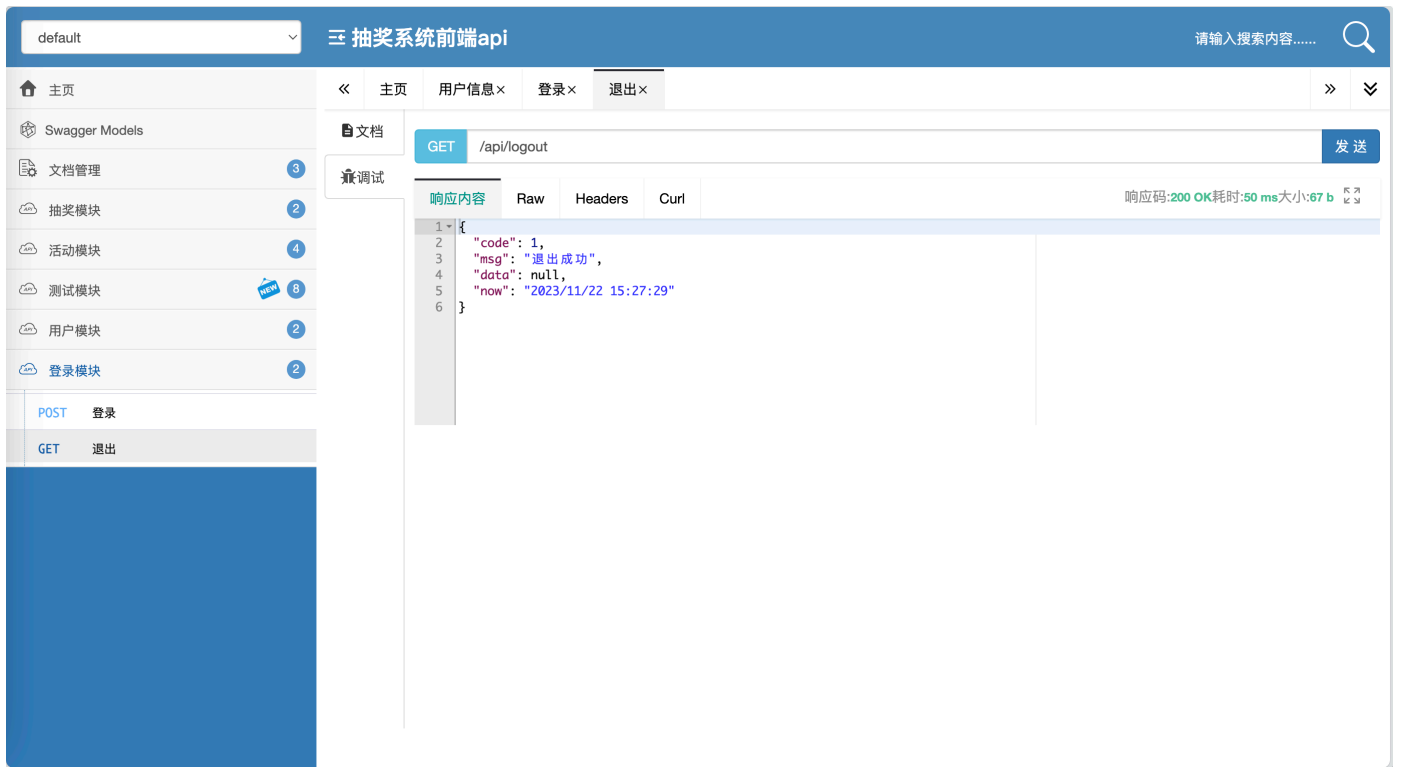 default
抽奖系统前端api
请输入搜索内容......
主页
Swagger Models
文档管理 3
抽奖模块 2
活动模块 4
测试模块 NEW 8
用户模块 2
登录模块 2
POST 登录
GET 退出
主页 用户信息× 登录× 退出×
文档
调试
GET /api/logout 发 送
响应内容 Raw Headers Curl 响应码:200 OK耗时:50 ms大小:67 b
1 {
2 "code": 1,
3 "msg": "退出成功",
4 "data": null,
5 "now": "2023/11/22 15:27:29"
6 }